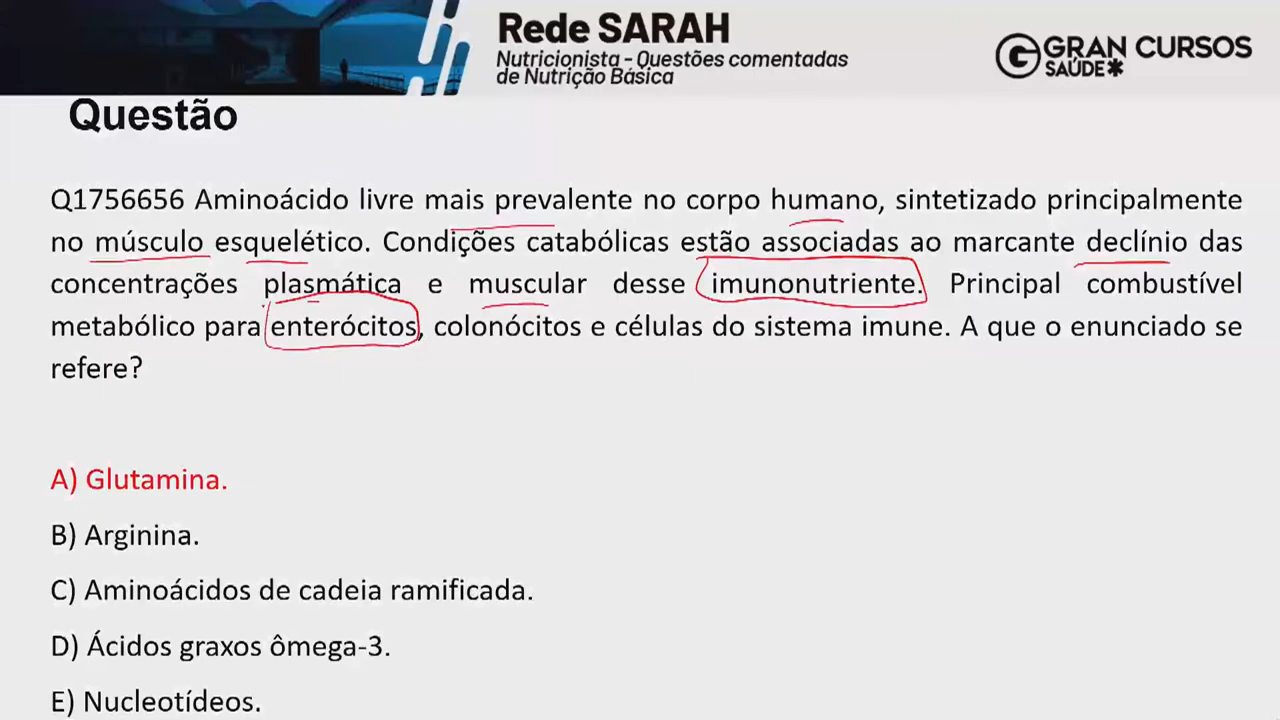 Rede SARAH
Nutricionista - Questões comentadas
de Nutrição Básica
G GRAN CURSOS
SAÚDE*
Questão
Q1756656 Aminoácido livre mais prevalente no corpo humano, sintetizado principalmente
no músculo esquelético. Condições catabólicas estão associadas ao marcante declínio das
concentrações plasmática e muscular desse imunonutriente. Principal combustível
metabólico para enterócitos, colonócitos e células do sistema imune. A que o enunciado se
refere?
A) Glutamina.
B) Arginina.
C) Aminoácidos de cadeia ramificada.
D) Ácidos graxos ômega-3.
E) Nucleotídeos.